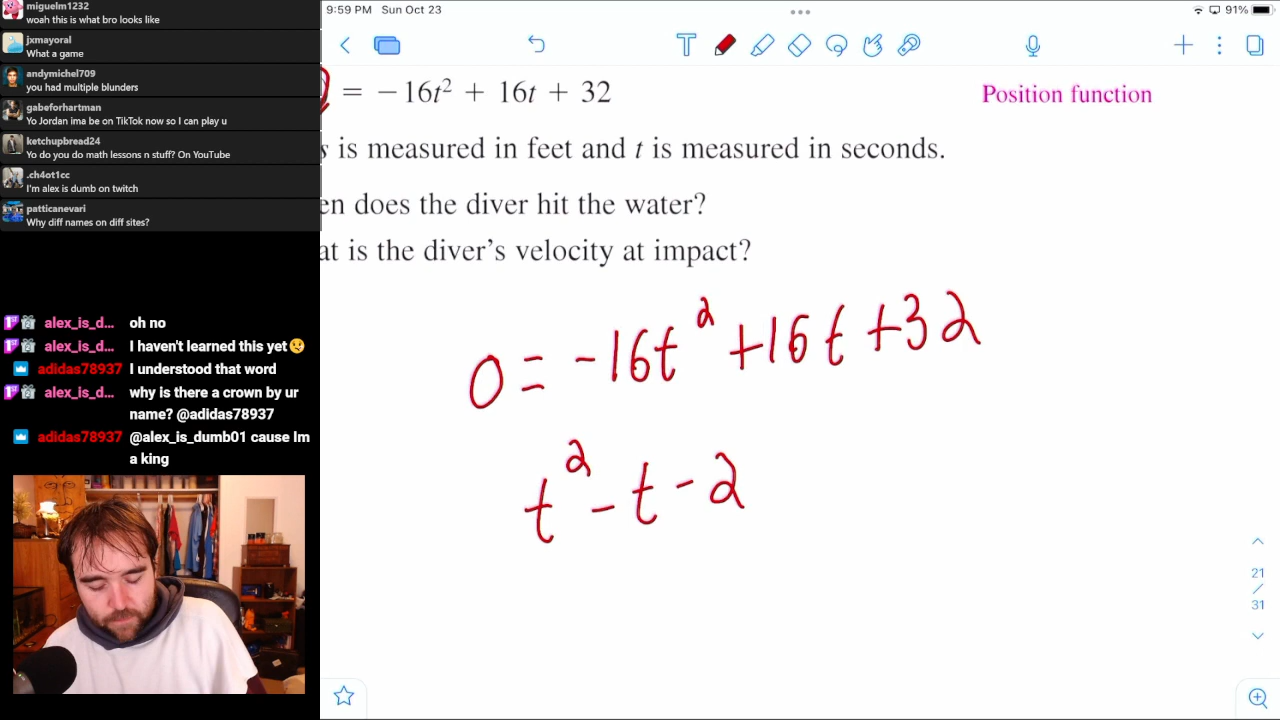 miguelm1232
woah this is what bro looks like
jxmayoral
What a game
andymichel709
you had multiple blunders
gabeforhartman
Yo Jordan ima be on TikTok now so I can play u
ketchupbread24
Yo do you do math lessons n stuff? On YouTube
.ch4ot1cc
I'm alex is dumb on twitch
patticanevari
Why diff names on diff sites?
alex_is_d... oh no
alex_is_d... I haven't learned this yet😢
adidas78937 I understood that word
alex_is_d... why is there a crown by ur
name? @adidas78937
adidas78937 @alex_is_dumb01 cause Im
a king
9:59 PM Sun Oct 23
91%
T
= −16t² + 16t + 32 Position function
s is measured in feet and t is measured in seconds.
en does the diver hit the water?
at is the diver's velocity at impact?
0 = -16t² +16t +32
t² - t - 2
21
/
31